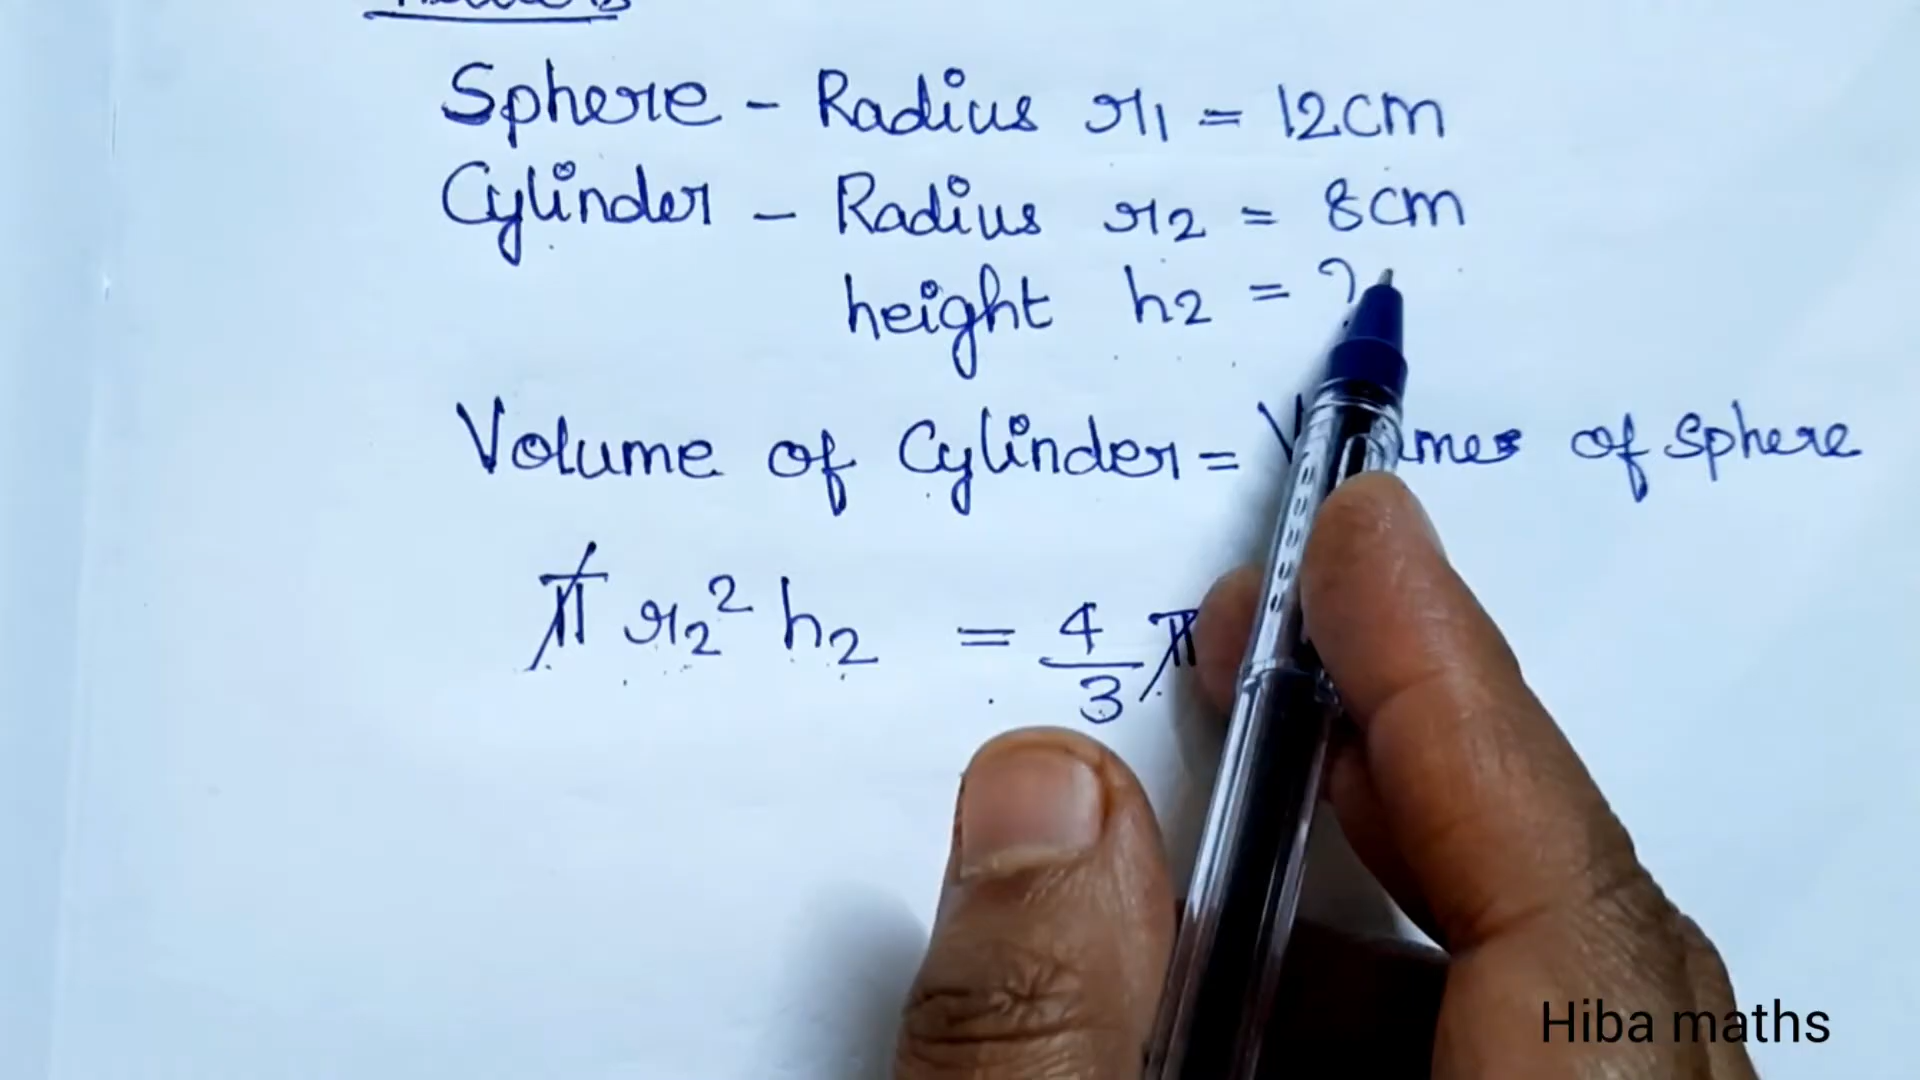 Sphere - Radius r1 = 12cm
Cylinder - Radius r2 = 8cm
height h2 = ?
Volume of Cylinder = of Sphere
π r2² h2 = 4/3 π
Hiba maths